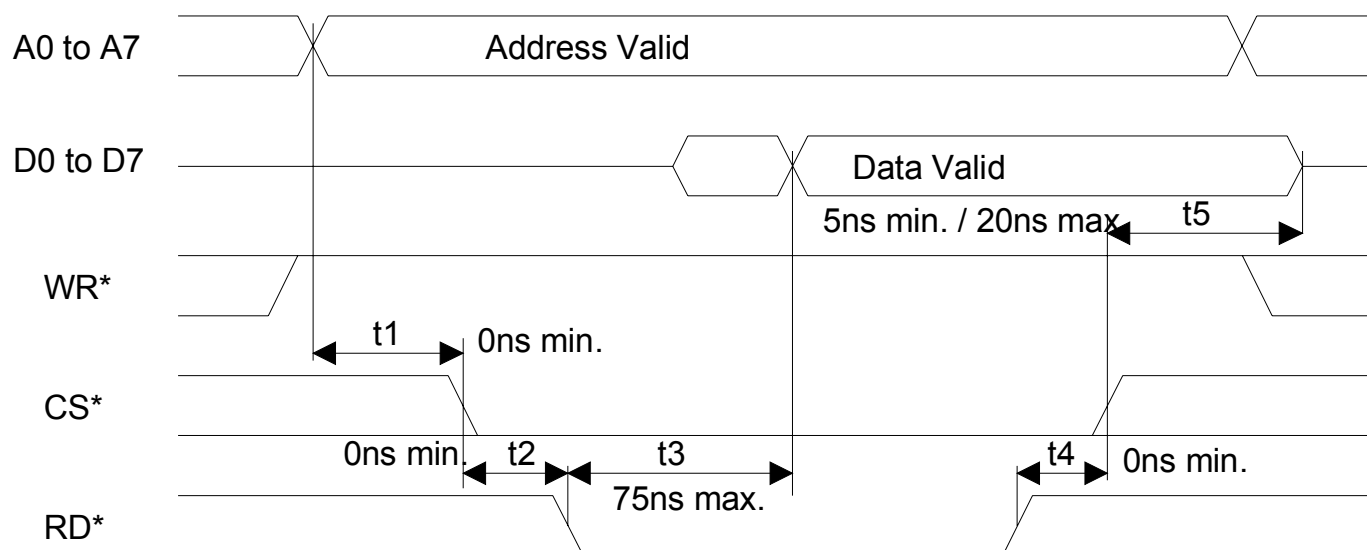 A0 to A7
Address Valid
D0 to D7
Data Valid
5ns min. / 20ns max
t5
WR*
t1
0ns min.
CS*
0ns min.
t2
t3
t4
0ns min.
75ns max.
RD*